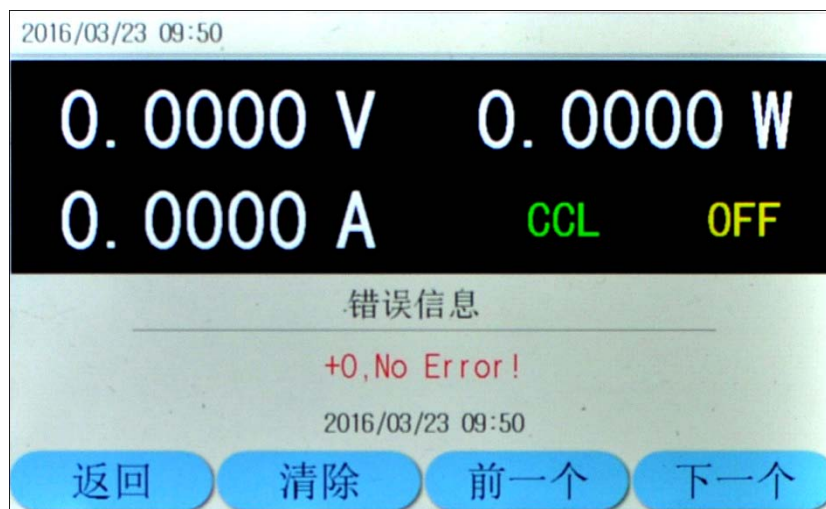 2016/03/23 09:50
0.0000 V 0.0000 W
0.0000 A CCL OFF
错误信息
+0,No Error!
2016/03/23 09:50
返回 清除 前一个 下一个